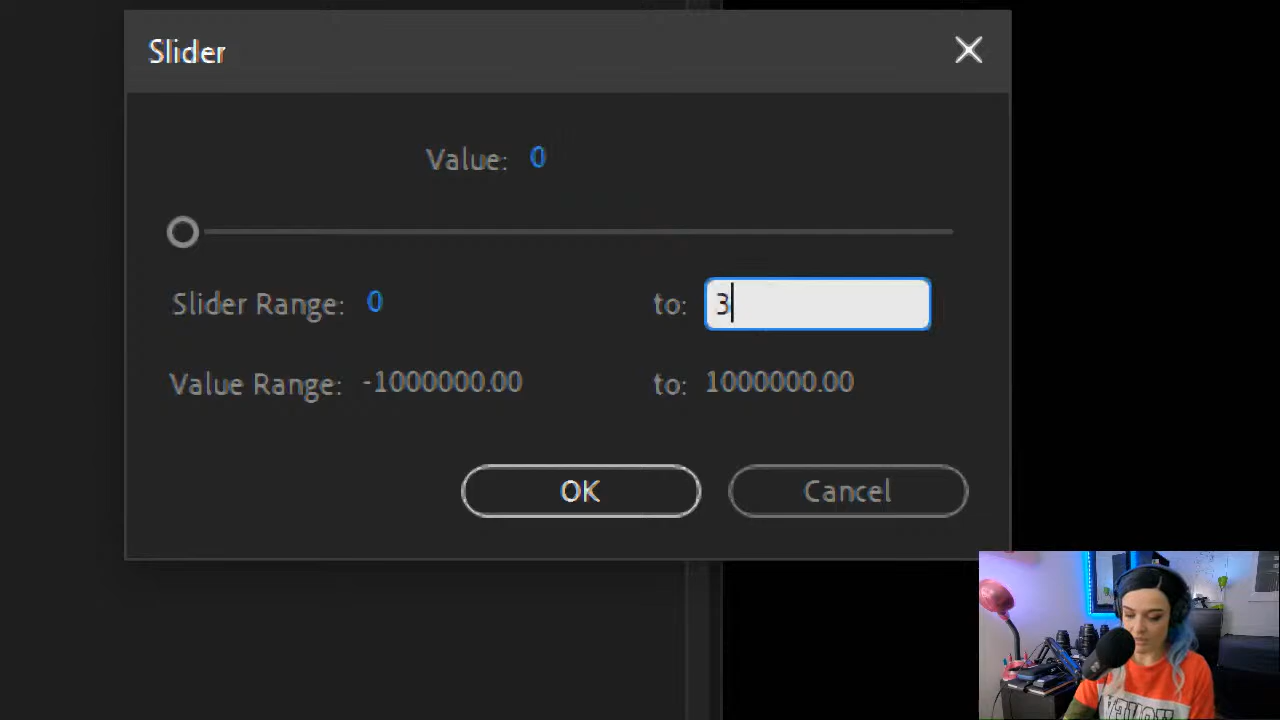 Slider
Value: 0
Slider Range: 0 to: 3
Value Range: -1000000.00 to: 1000000.00
OK Cancel